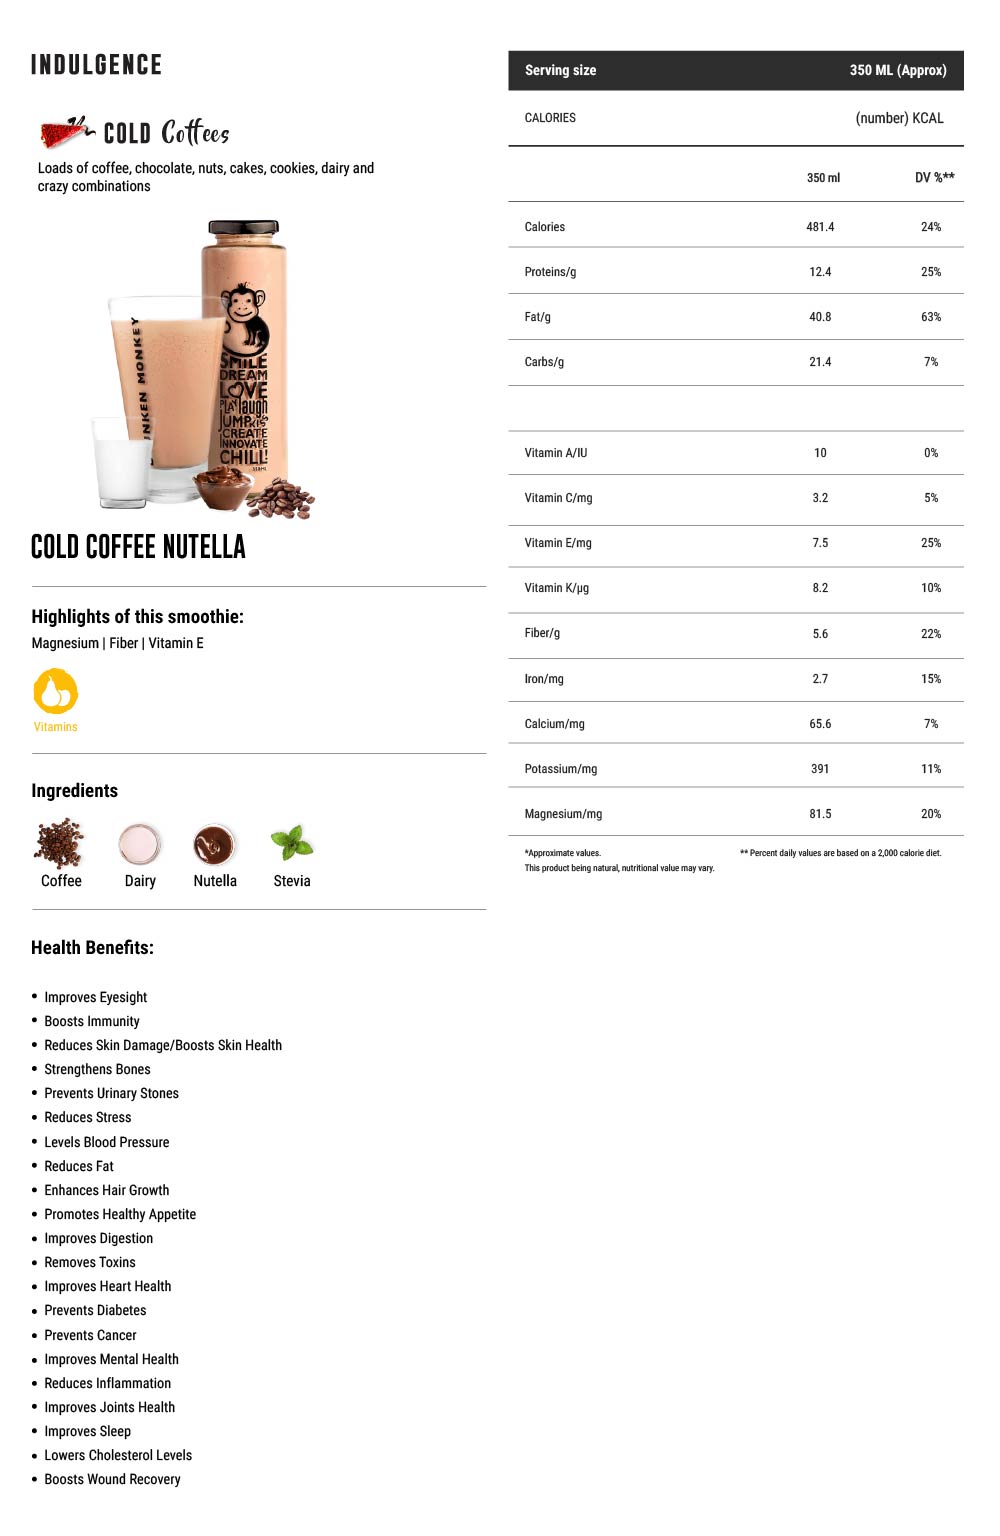 INDULGENCE
COLD Coffees
Loads of coffee, chocolate, nuts, cakes, cookies, dairy and
crazy combinations
NKEN MONKEY
SMILE
DREAM
LOVE
PLAY laugh
JUMP KISS
CREATE
INNOVATE
CHILL!
350ML
COLD COFFEE NUTELLA
Highlights of this smoothie:
Magnesium | Fiber | Vitamin E
Vitamins
Ingredients
Coffee Dairy Nutella Stevia
Health Benefits:
• Improves Eyesight
• Boosts Immunity
• Reduces Skin Damage/Boosts Skin Health
• Strengthens Bones
• Prevents Urinary Stones
• Reduces Stress
• Levels Blood Pressure
• Reduces Fat
• Enhances Hair Growth
• Promotes Healthy Appetite
• Improves Digestion
• Removes Toxins
• Improves Heart Health
• Prevents Diabetes
• Prevents Cancer
• Improves Mental Health
• Reduces Inflammation
• Improves Joints Health
• Improves Sleep
• Lowers Cholesterol Levels
• Boosts Wound Recovery
Serving size 350 ML (Approx)
CALORIES (number) KCAL
350 ml DV %**
Calories 481.4 24%
Proteins/g 12.4 25%
Fat/g 40.8 63%
Carbs/g 21.4 7%
Vitamin A/IU 10 0%
Vitamin C/mg 3.2 5%
Vitamin E/mg 7.5 25%
Vitamin K/µg 8.2 10%
Fiber/g 5.6 22%
Iron/mg 2.7 15%
Calcium/mg 65.6 7%
Potassium/mg 391 11%
Magnesium/mg 81.5 20%
*Approximate values. ** Percent daily values are based on a 2,000 calorie diet.
This product being natural, nutritional value may vary.